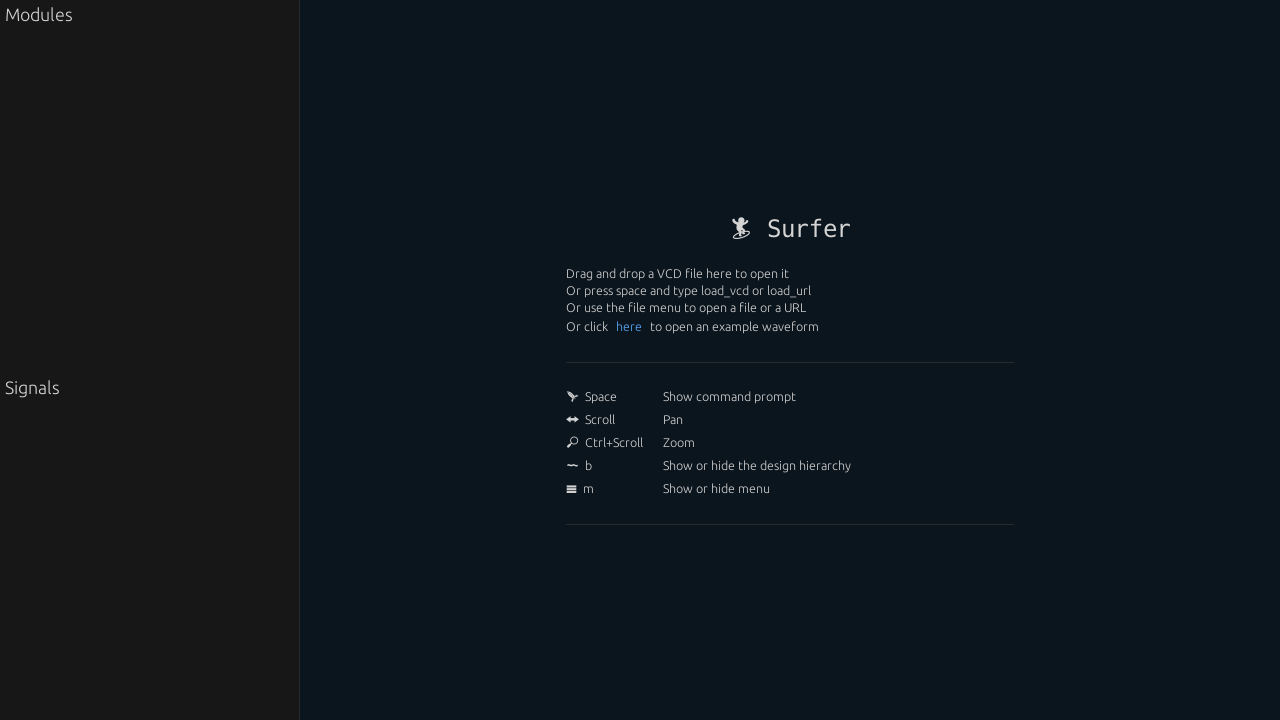 Modules
Signals
Surfer
Drag and drop a VCD file here to open it
Or press space and type load_vcd or load_url
Or use the file menu to open a file or a URL
Or click here to open an example waveform
Space Show command prompt
Scroll Pan
Ctrl+Scroll Zoom
b Show or hide the design hierarchy
m Show or hide menu